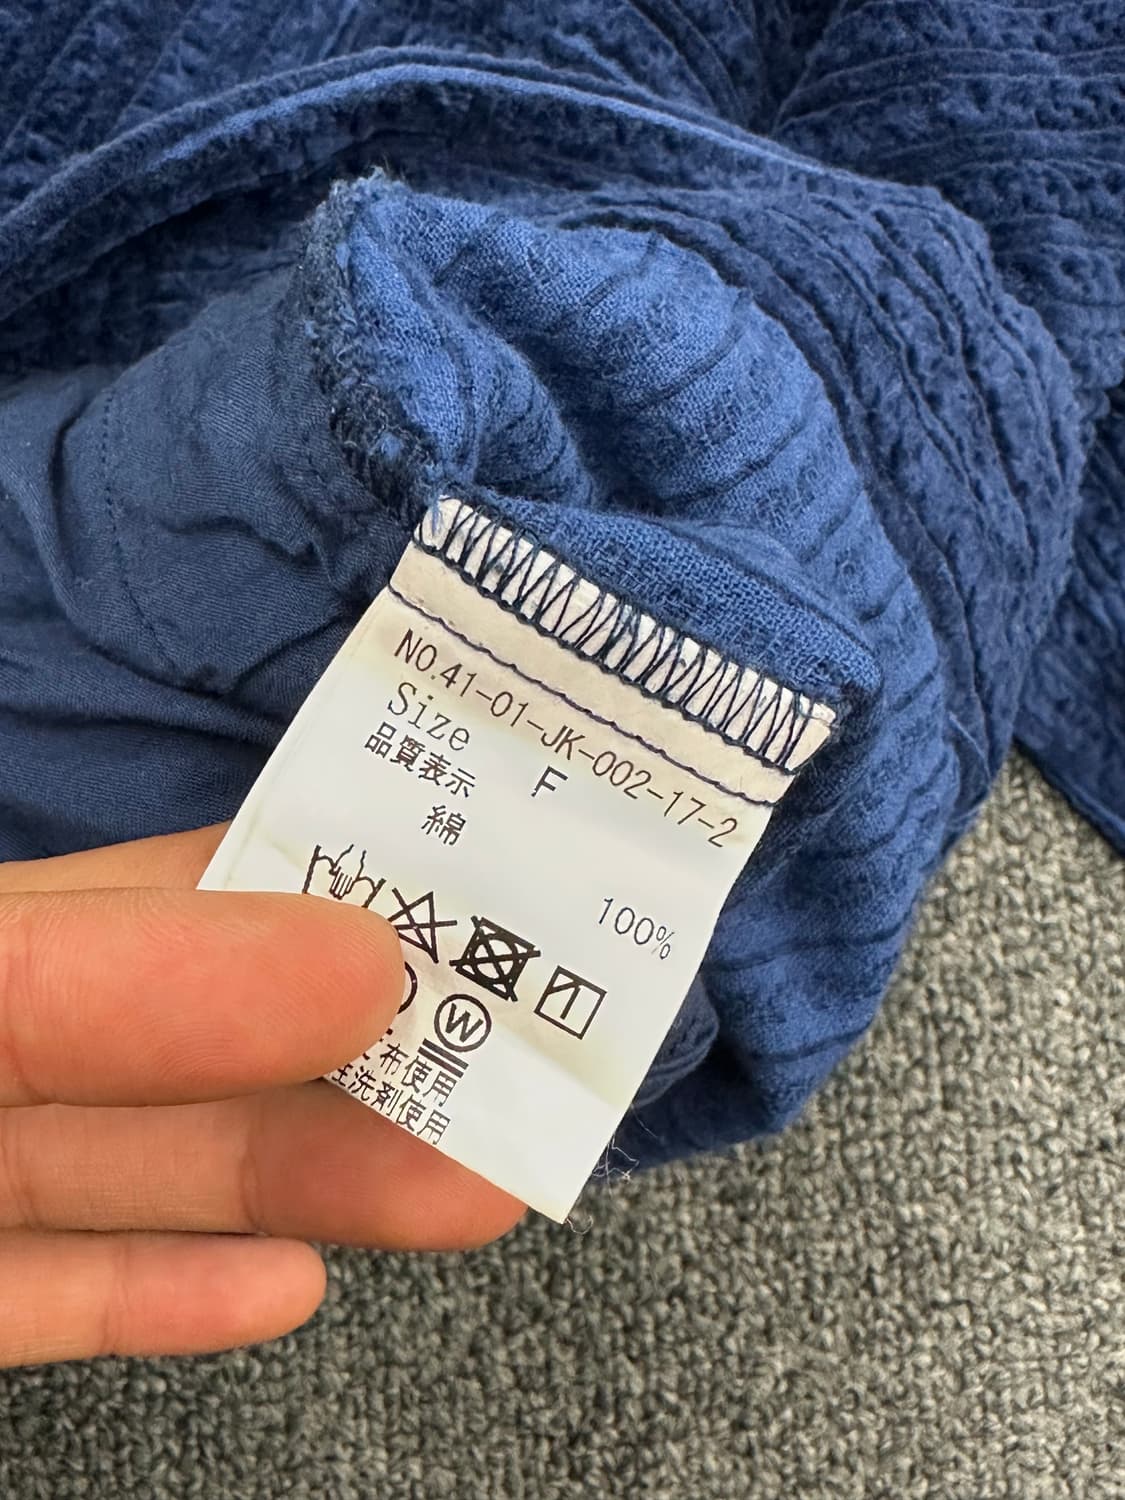 NO.41-01-JK-002-17-2
Size F
品質表示
綿 100%
W
布使用
洗剤使用